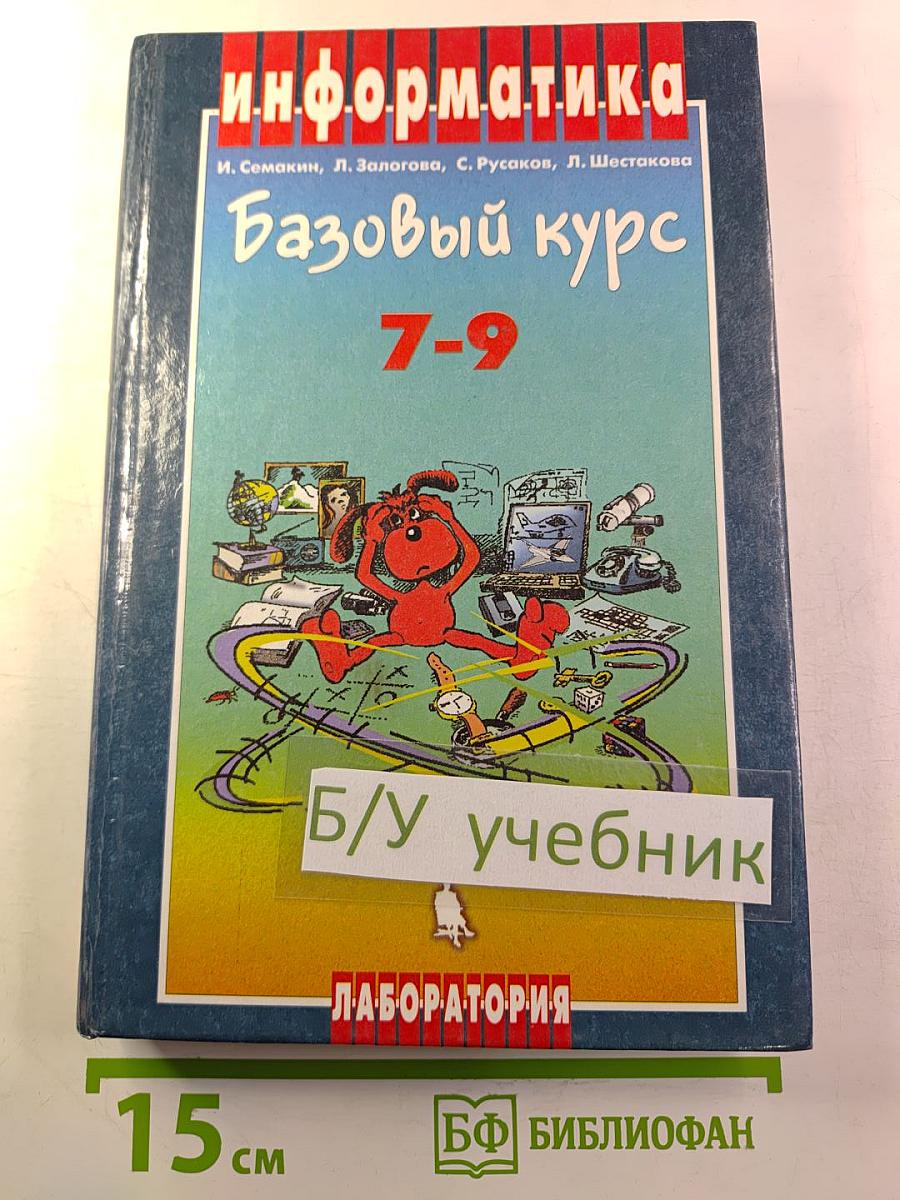 информатика
И. Семакин, Л. Залогова, С. Русаков, Л. Шестакова
Базовый курс
7-9
Б/У учебник
ЛАБОРАТОРИЯ
15 см
БФ БИБЛИОФАН